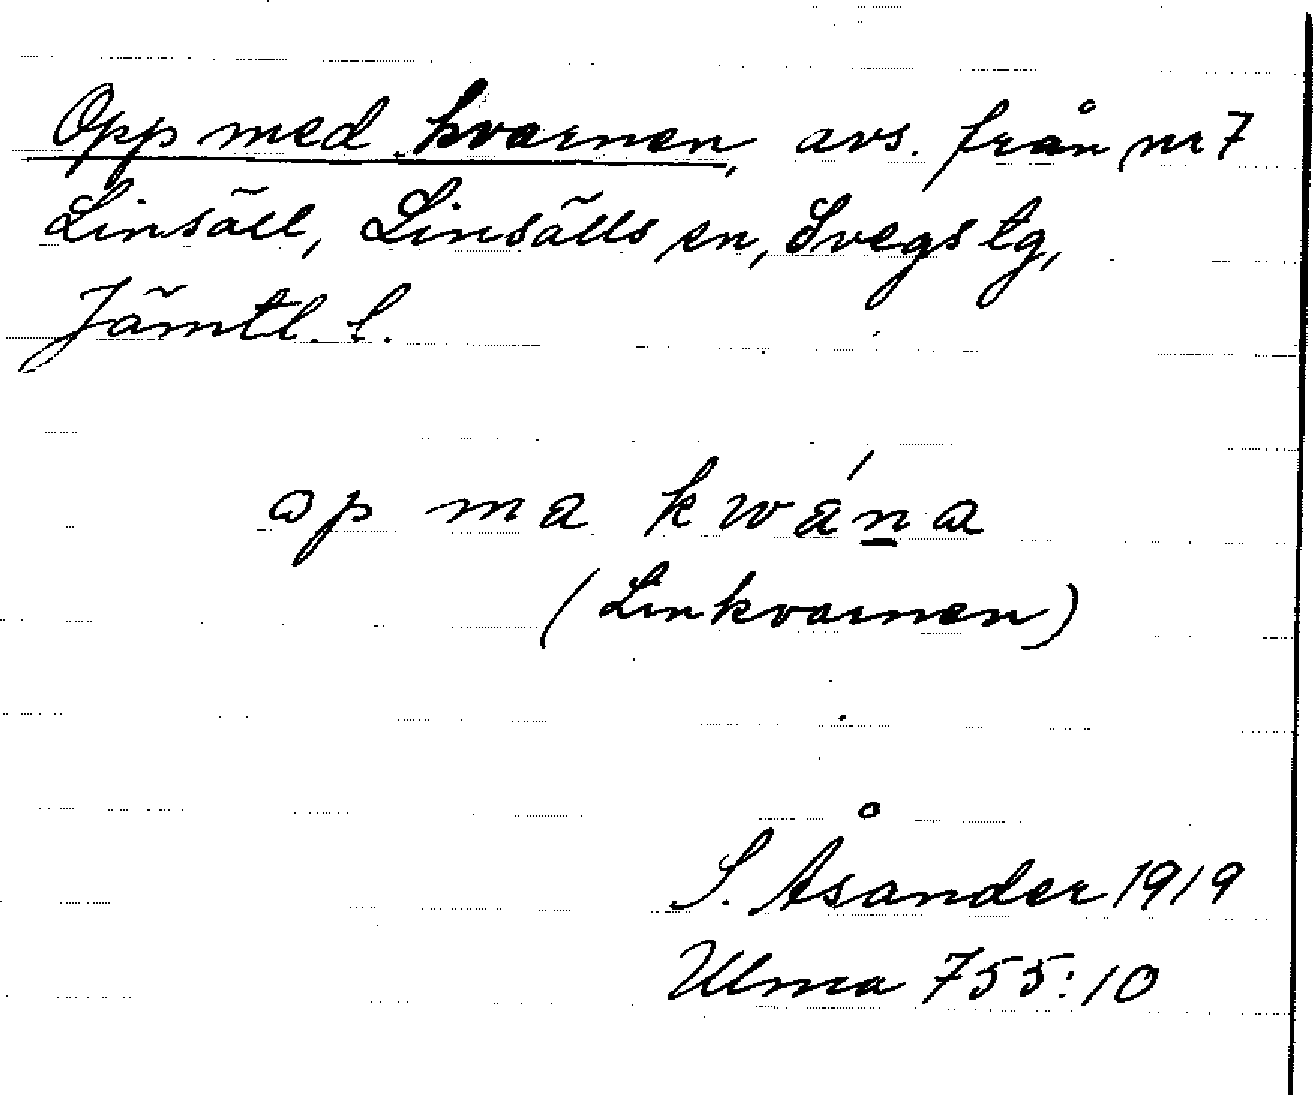 Opp med kvarnen, avs. från nr 7
Linsäll, Linsälls sn, Svegs tg,
Jämtl. l.
ɷp ma kwána
(Linkvarnen)
S. Åsander 1919
Ulma 755:10